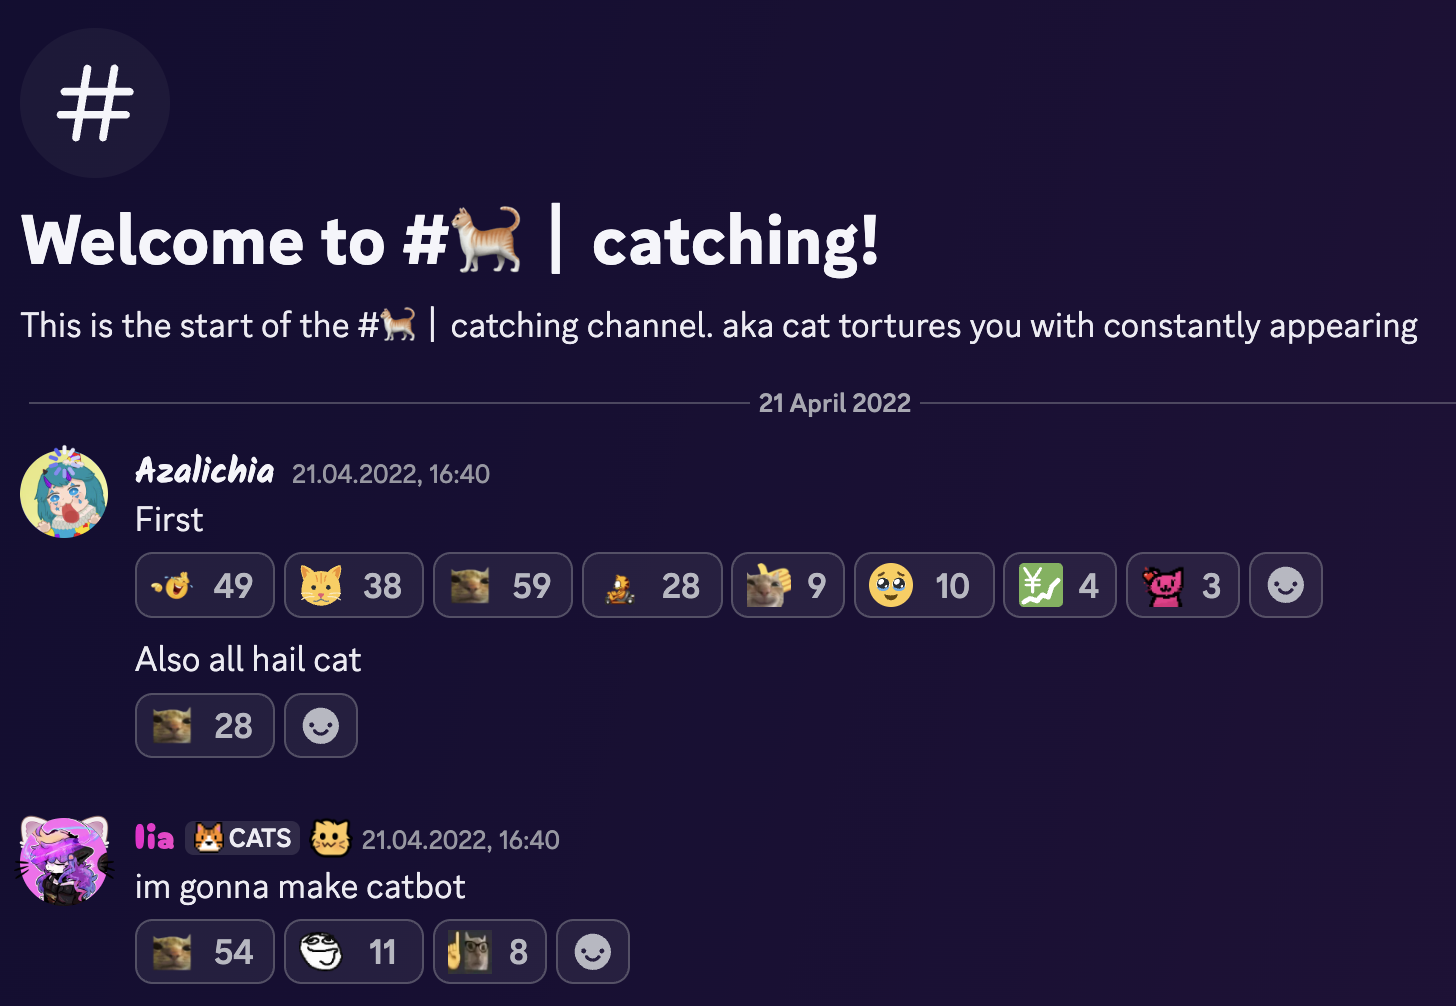 #
Welcome to #🐈 | catching!
This is the start of the #🐈 | catching channel. aka cat tortures you with constantly appearing
21 April 2022
Azalichia 21.04.2022, 16:40
First
49 38 59 28 9 10 4 3
Also all hail cat
28
lia CATS 21.04.2022, 16:40
im gonna make catbot
54 11 8